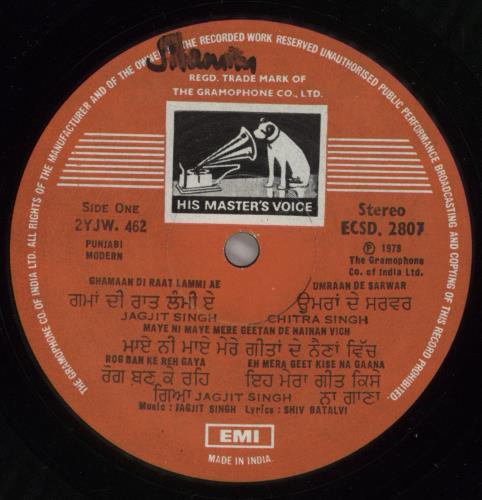 THE GRAMOPHONE CO. OF INDIA LTD. ALL RIGHTS OF THE MANUFACTURER AND OF THE OWNER OF THE RECORDED WORK RESERVED UNAUTHORISED PUBLIC PERFORMANCE BROADCASTING AND COPYING OF THIS RECORD PROHIBITED.
REGD. TRADE MARK OF
THE GRAMOPHONE CO., LTD.
HIS MASTER'S VOICE
SIDE ONE
2YJW. 462
PUNJABI
MODERN
Stereo
ECSD. 2807
Ⓟ 1978
The Gramophone
Co. of India Ltd.
GHAMAAN DI RAAT LAMMI AE UMRAAN DE SARWAR
ਗਮਾਂ ਦੀ ਰਾਤ ਲੰਮੀ ਏ ਉਮਰਾਂ ਦੇ ਸਰਵਰ
JAGJIT SINGH CHITRA SINGH
MAYE NI MAYE MERE GEETAN DE NAINAN VICH
ਮਾਏ ਨੀ ਮਾਏ ਮੇਰੇ ਗੀਤਾਂ ਦੇ ਨੈਣਾਂ ਵਿੱਚ
ROG BAN KE REH GAYA EH MERA GEET KISE NA GAANA
ਰੋਗ ਬਣ ਕੇ ਰਹਿ ਇਹ ਮੇਰਾ ਗੀਤ ਕਿਸੇ
ਗਿਆ JAGJIT SINGH ਨਾ ਗਾਣਾ
Music : JAGJIT SINGH Lyrics : SHIV BATALVI
EMI
MADE IN INDIA